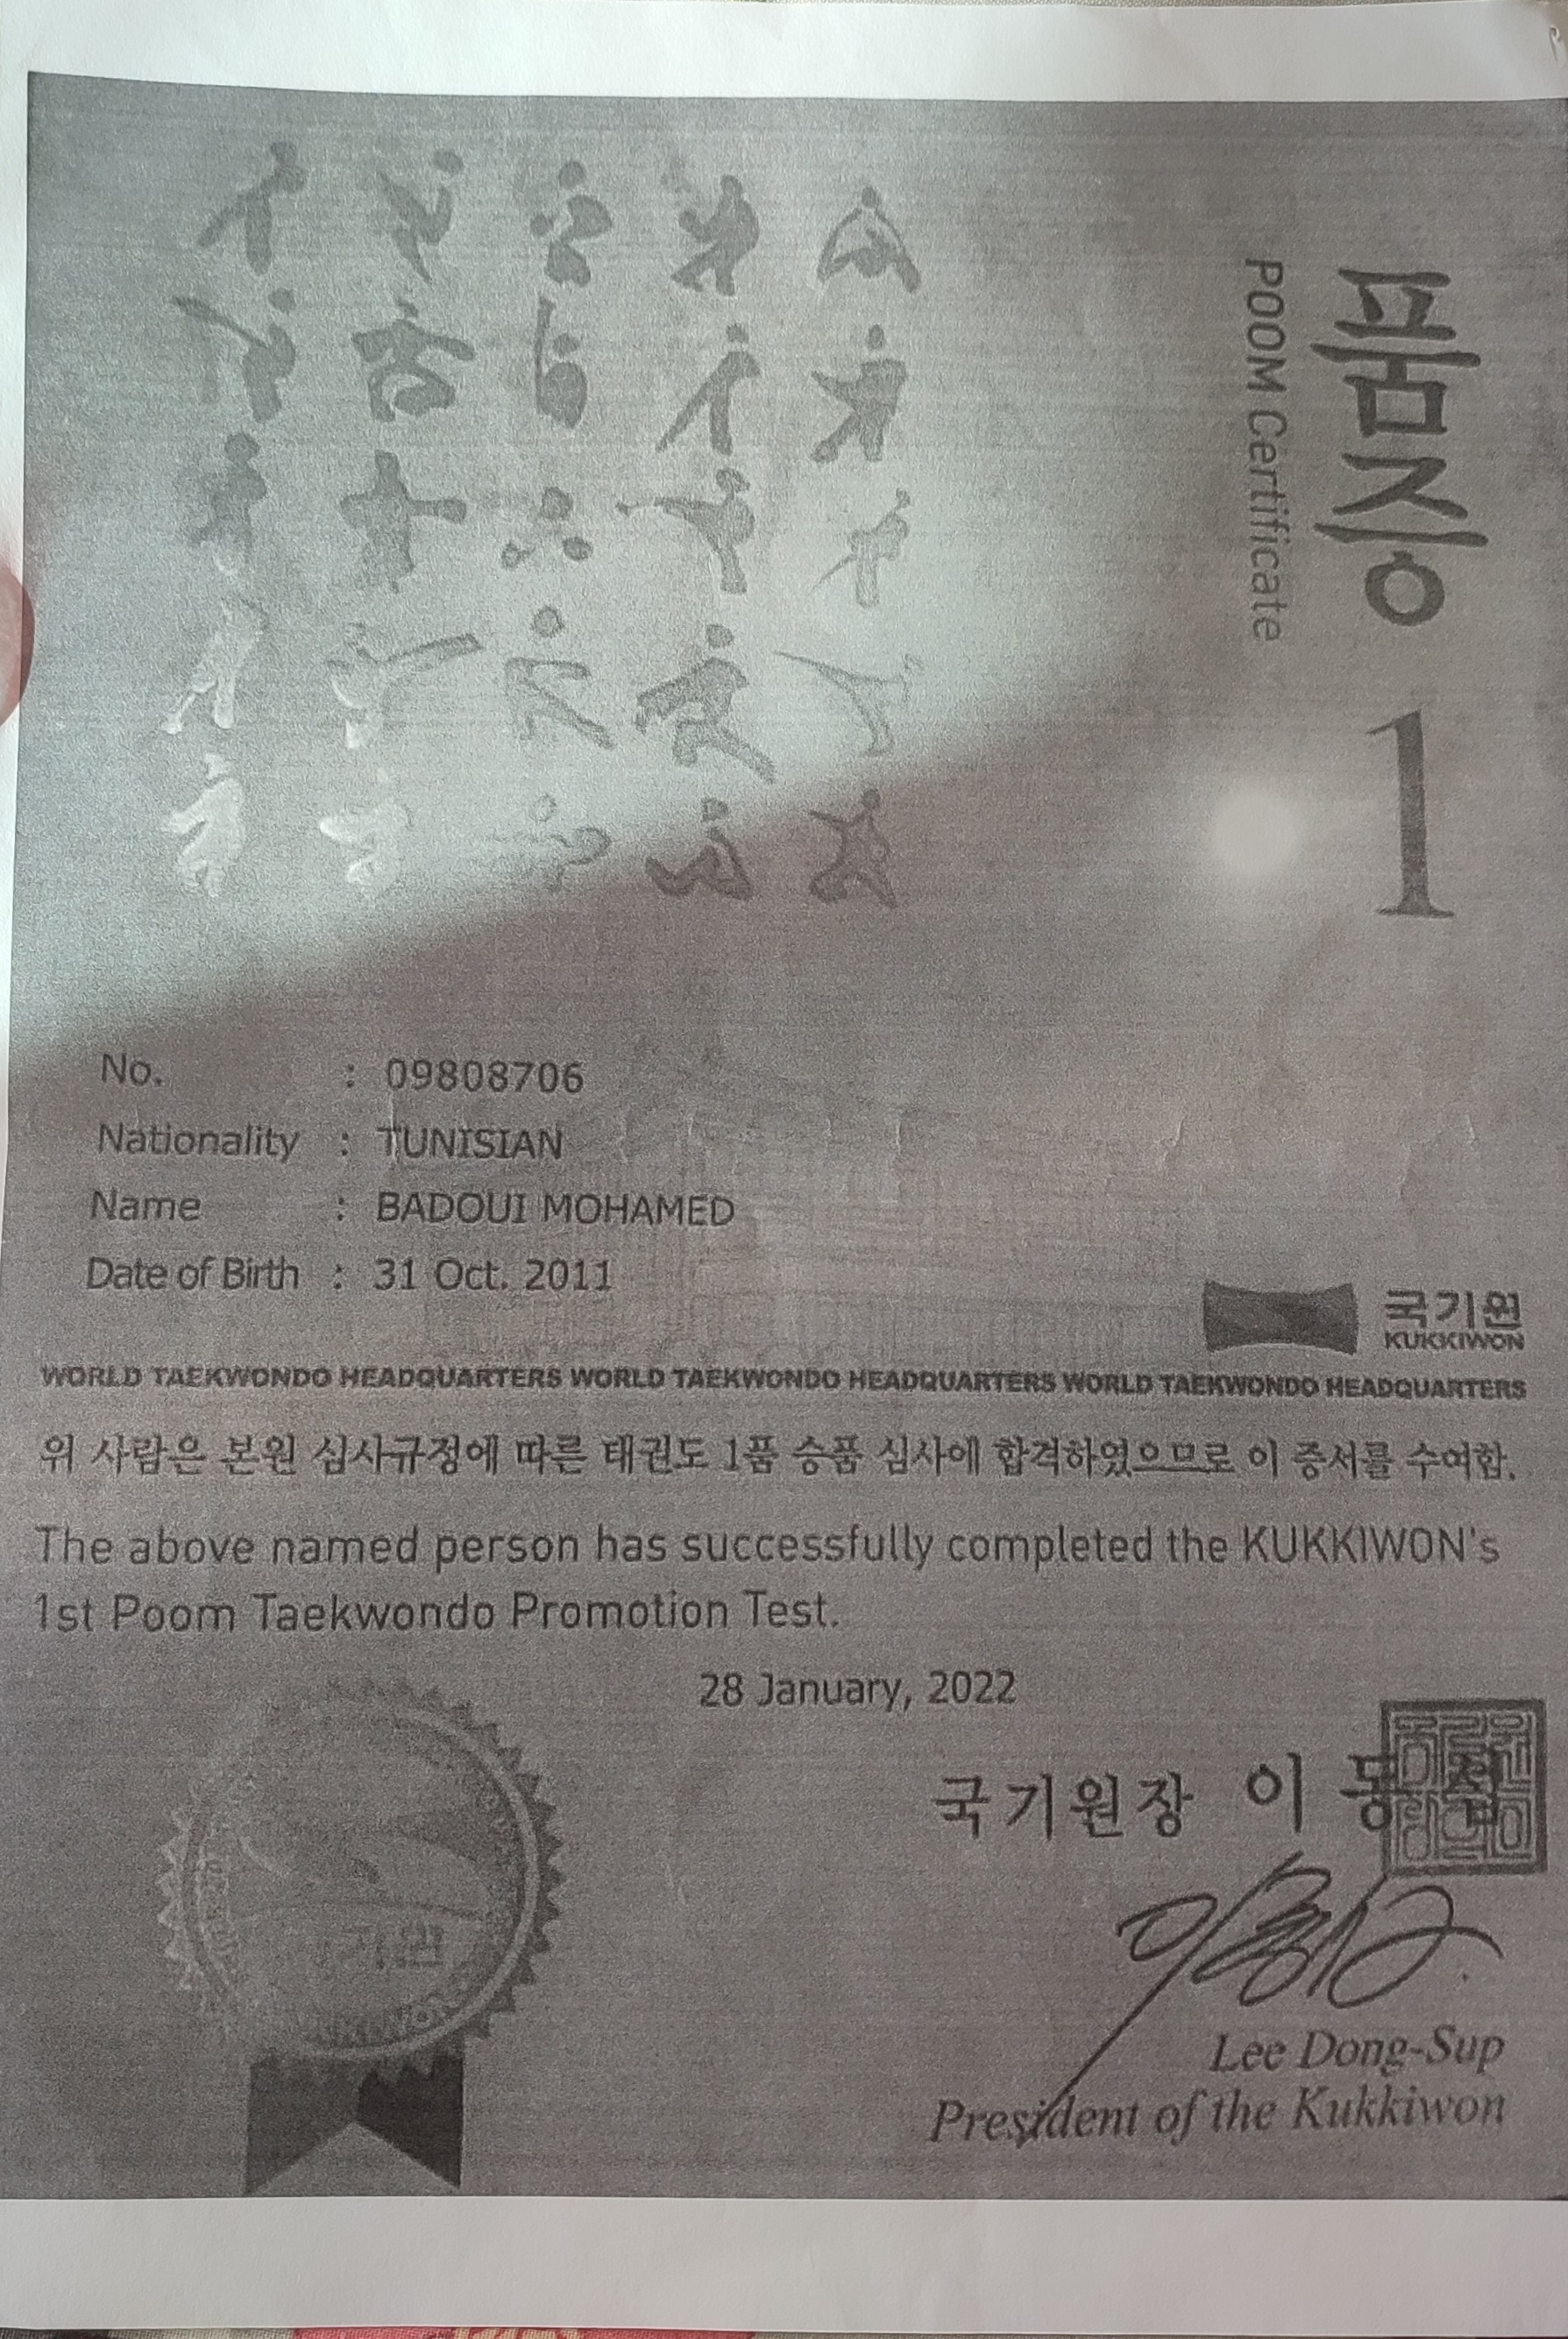 품증
POOM Certificate
1
No. : 09808706
Nationality : TUNISIAN
Name : BADOUI MOHAMED
Date of Birth : 31 Oct. 2011
국기원
KUKKIWON
WORLD TAEKWONDO HEADQUARTERS WORLD TAEKWONDO HEADQUARTERS WORLD TAEKWONDO HEADQUARTERS
위 사람은 본원 심사규정에 따른 태권도 1품 승품 심사에 합격하였으므로 이 증서를 수여함.
The above named person has successfully completed the KUKKIWON's
1st Poom Taekwondo Promotion Test.
28 January, 2022
국기원장 이 동 섭
Lee Dong-Sup
President of the Kukkiwon